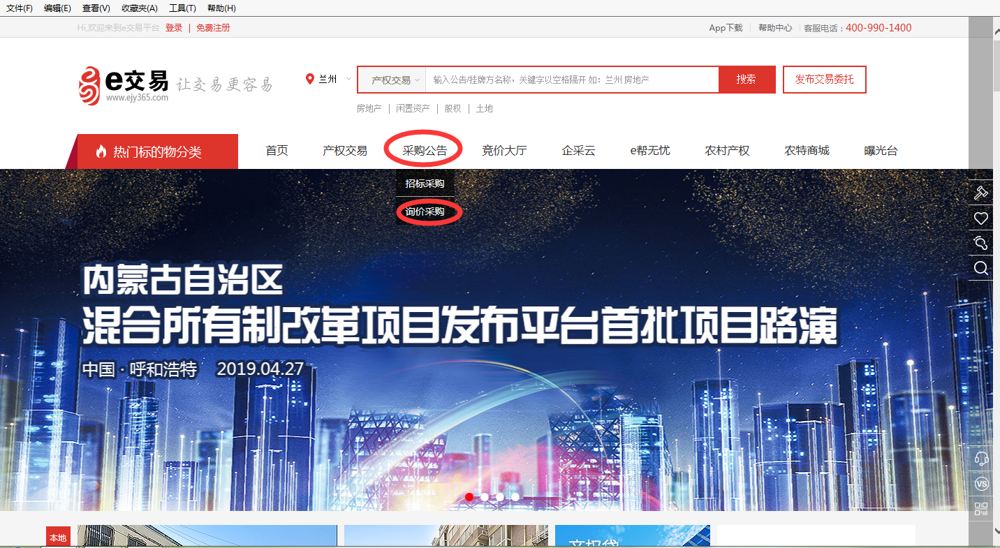 文件(F) 编辑(E) 查看(V) 收藏夹(A) 工具(T) 帮助(H)
Hi,欢迎来到e交易平台 登录 | 免费注册 App下载 帮助中心 客服电话：400-990-1400
e交易 让交易更容易
www.ejy365.com
兰州 产权交易 输入公告/挂牌方名称，关键字以空格隔开 如：兰州 房地产 搜索 发布交易委托
房地产 | 闲置资产 | 股权 | 土地
热门标的物分类 首页 产权交易 采购公告 竞价大厅 企采云 e帮无忧 农村产权 农特商城 曝光台
招标采购
询价采购
内蒙古自治区
混合所有制改革项目发布平台首批项目路演
中国·呼和浩特 2019.04.27
VS
本地
产权贷